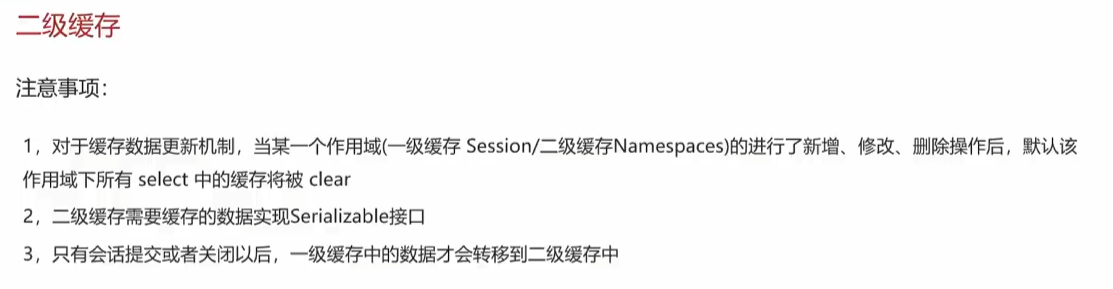 二级缓存
注意事项：
1，对于缓存数据更新机制，当某一个作用域(一级缓存 Session/二级缓存Namespaces)的进行了新增、修改、删除操作后，默认该
作用域下所有 select 中的缓存将被 clear
2，二级缓存需要缓存的数据实现Serializable接口
3，只有会话提交或者关闭以后，一级缓存中的数据才会转移到二级缓存中